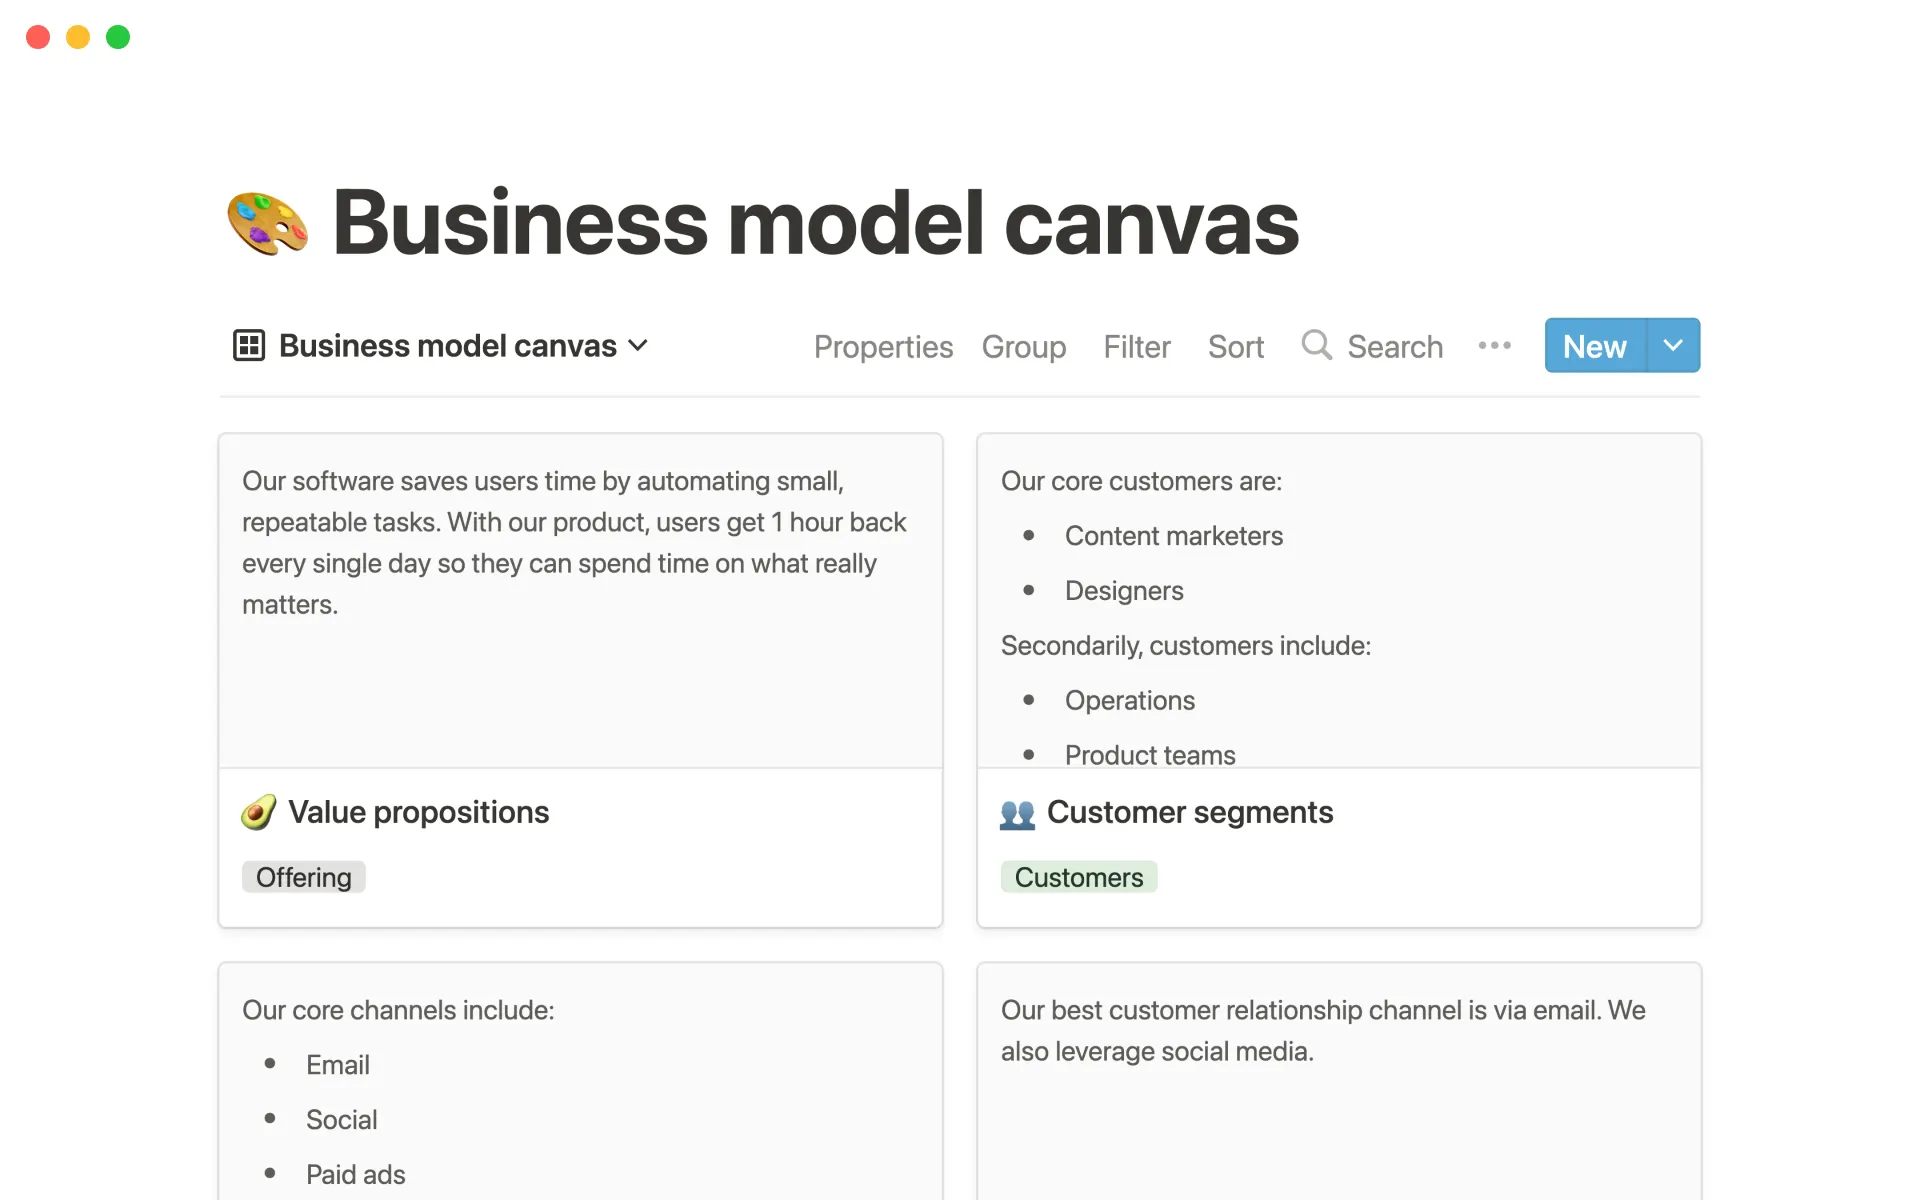 Business model canvas
Business model canvas
Properties Group Filter Sort Search New
Our software saves users time by automating small,
repeatable tasks. With our product, users get 1 hour back
every single day so they can spend time on what really
matters.
Value propositions
Offering
Our core customers are:
• Content marketers
• Designers
Secondarily, customers include:
• Operations
• Product teams
Customer segments
Customers
Our core channels include:
• Email
• Social
• Paid ads
Our best customer relationship channel is via email. We
also leverage social media.